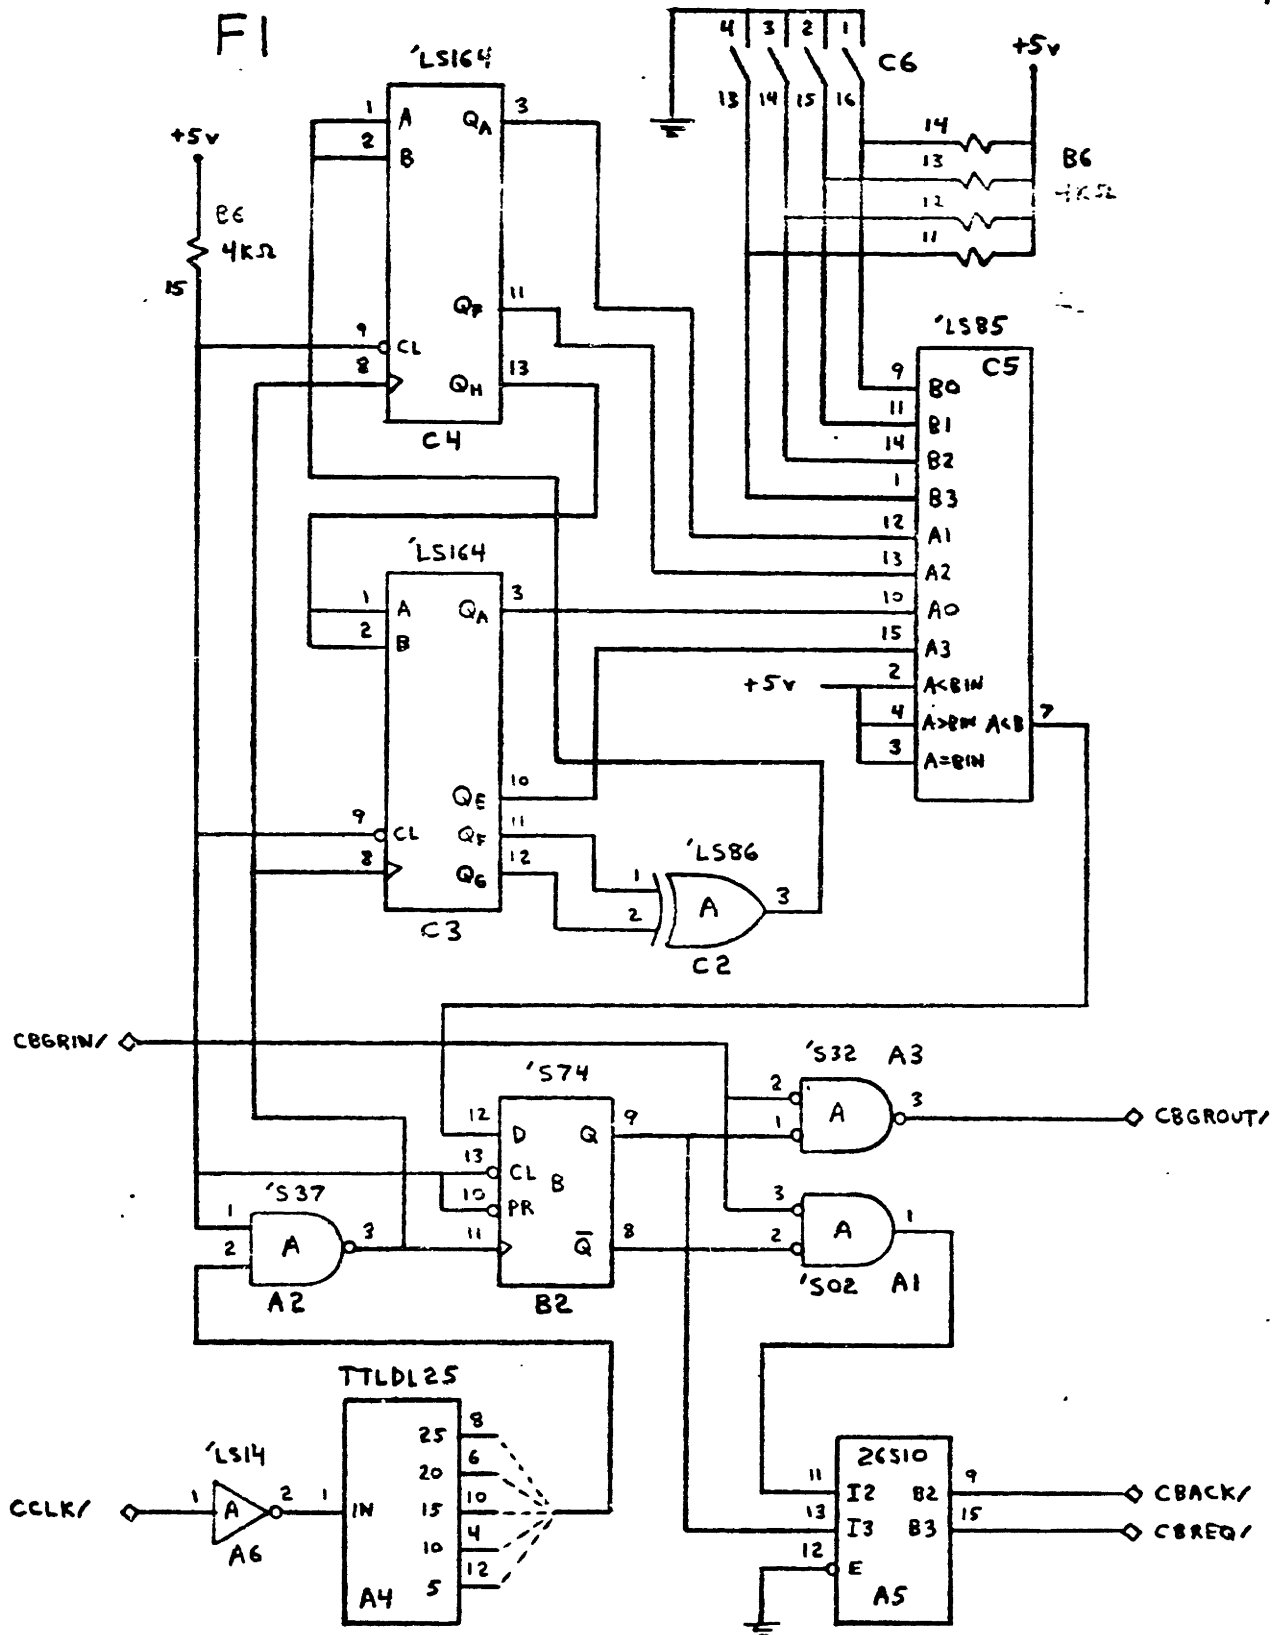 F1
'LS164
4 3 2 1
C6
+5v
13 14 15 16
1 A QA 3
2 B
+5v
B6
4KΩ
15
14
13
12
11
B6
4KΩ
QF 11
9 CL
8 QH 13
C4
'LS85
C5
9 B0
11 B1
14 B2
1 B3
12 A1
13 A2
10 A0
15 A3
+5v 2 A<BIN
4 A>BIN A<B 7
3 A=BIN
'LS164
1 A QA 3
2 B
QE 10
9 CL QF 11
8 QG 12
C3
'LS86
1
2 A 3
C2
CBGRIN/
'S74
12 D Q 9
13 CL B
10 PR
11 Q̅ 8
B2
'S32 A3
2
1 A 3
CBGROUT/
'S37
1
2 A 3
A2
3
2 A 1
'S02 A1
TTLDL25
25 8
20 6
IN 15 10
10 4
5 12
A4
'LS14
CCLK/ 1 A 2 1
A6
26S10
11 I2 B2 9 CBACK/
13 I3 B3 15 CBREQ/
12 E
A5